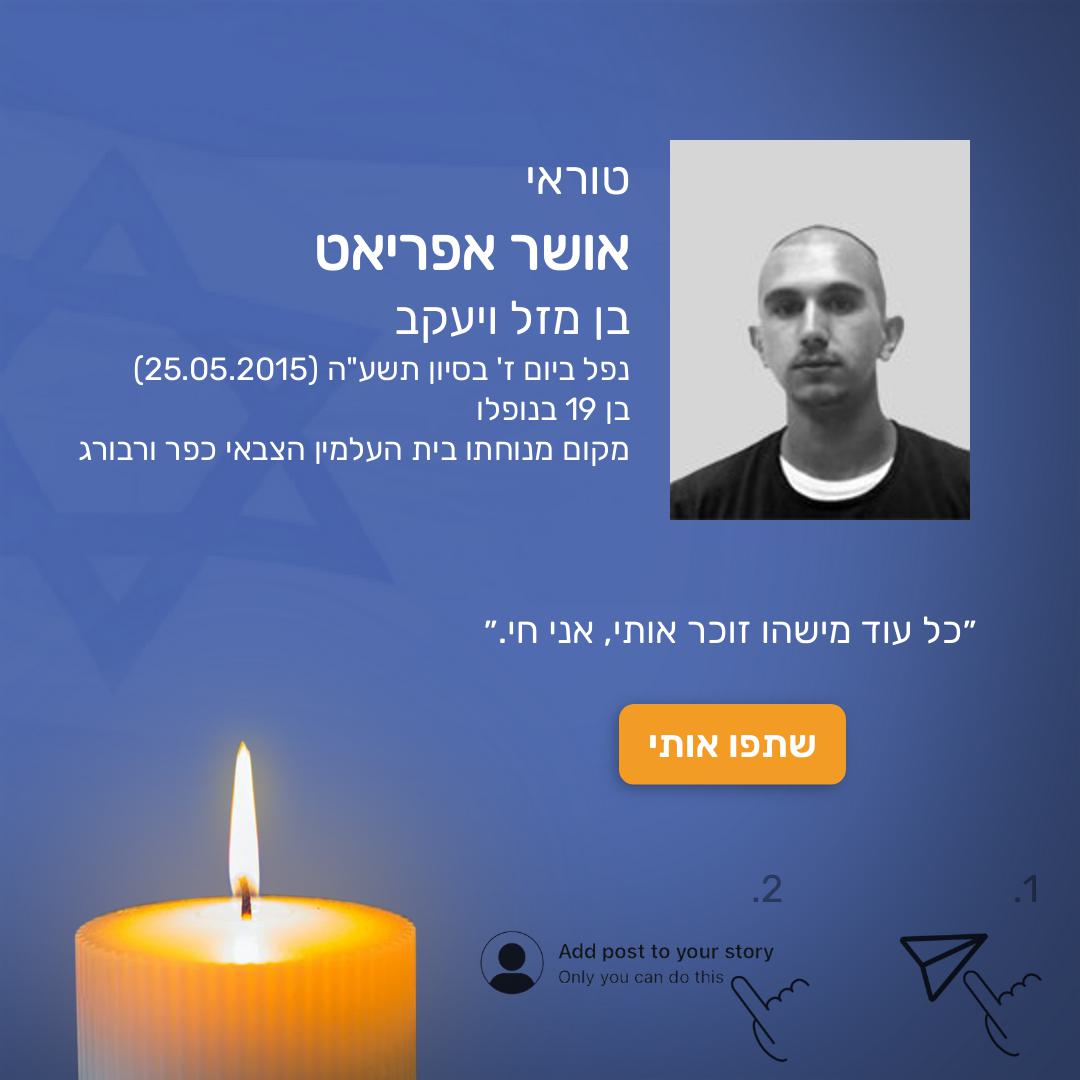 טוראי
אושר אפריאט
בן מזל ויעקב
נפל ביום ז' בסיון תשע"ה (25.05.2015)
בן 19 בנופלו
מקום מנוחתו בית העלמין הצבאי כפר ורבורג
״כל עוד מישהו זוכר אותי, אני חי.״
שתפו אותי
.1
.2
Add post to your story
Only you can do this